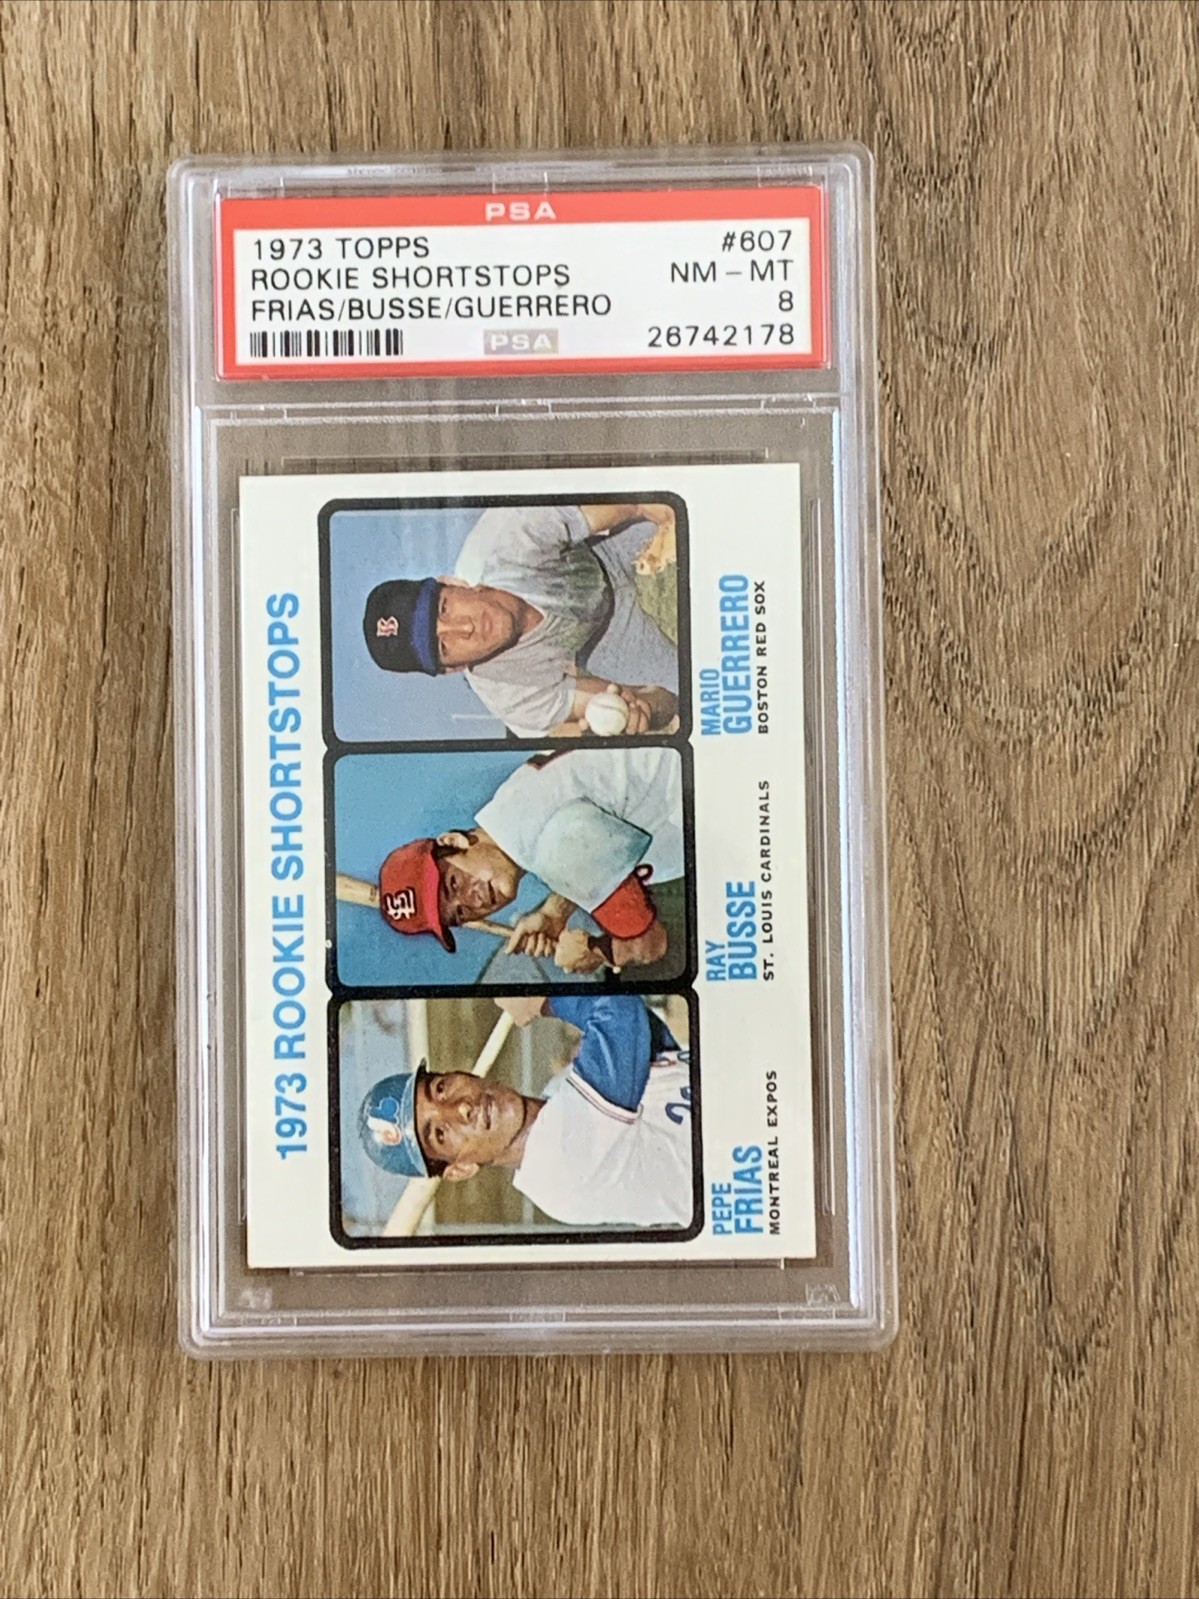 PSA
1973 TOPPS #607
ROOKIE SHORTSTOPS NM - MT
FRIAS/BUSSE/GUERRERO 8
PSA 26742178
1973 ROOKIE SHORTSTOPS
B
STL
PEPE
FRIAS
MONTREAL EXPOS
RAY
BUSSE
ST. LOUIS CARDINALS
MARIO
GUERRERO
BOSTON RED SOX